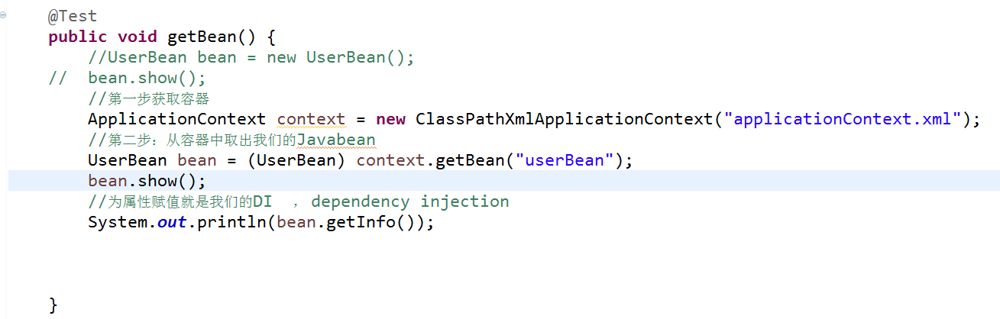 @Test
public void getBean() {
//UserBean bean = new UserBean();
// bean.show();
//第一步获取容器
ApplicationContext context = new ClassPathXmlApplicationContext("applicationContext.xml");
//第二步：从容器中取出我们的Javabean
UserBean bean = (UserBean) context.getBean("userBean");
bean.show();
//为属性赋值就是我们的DI ，dependency injection
System.out.println(bean.getInfo());
}